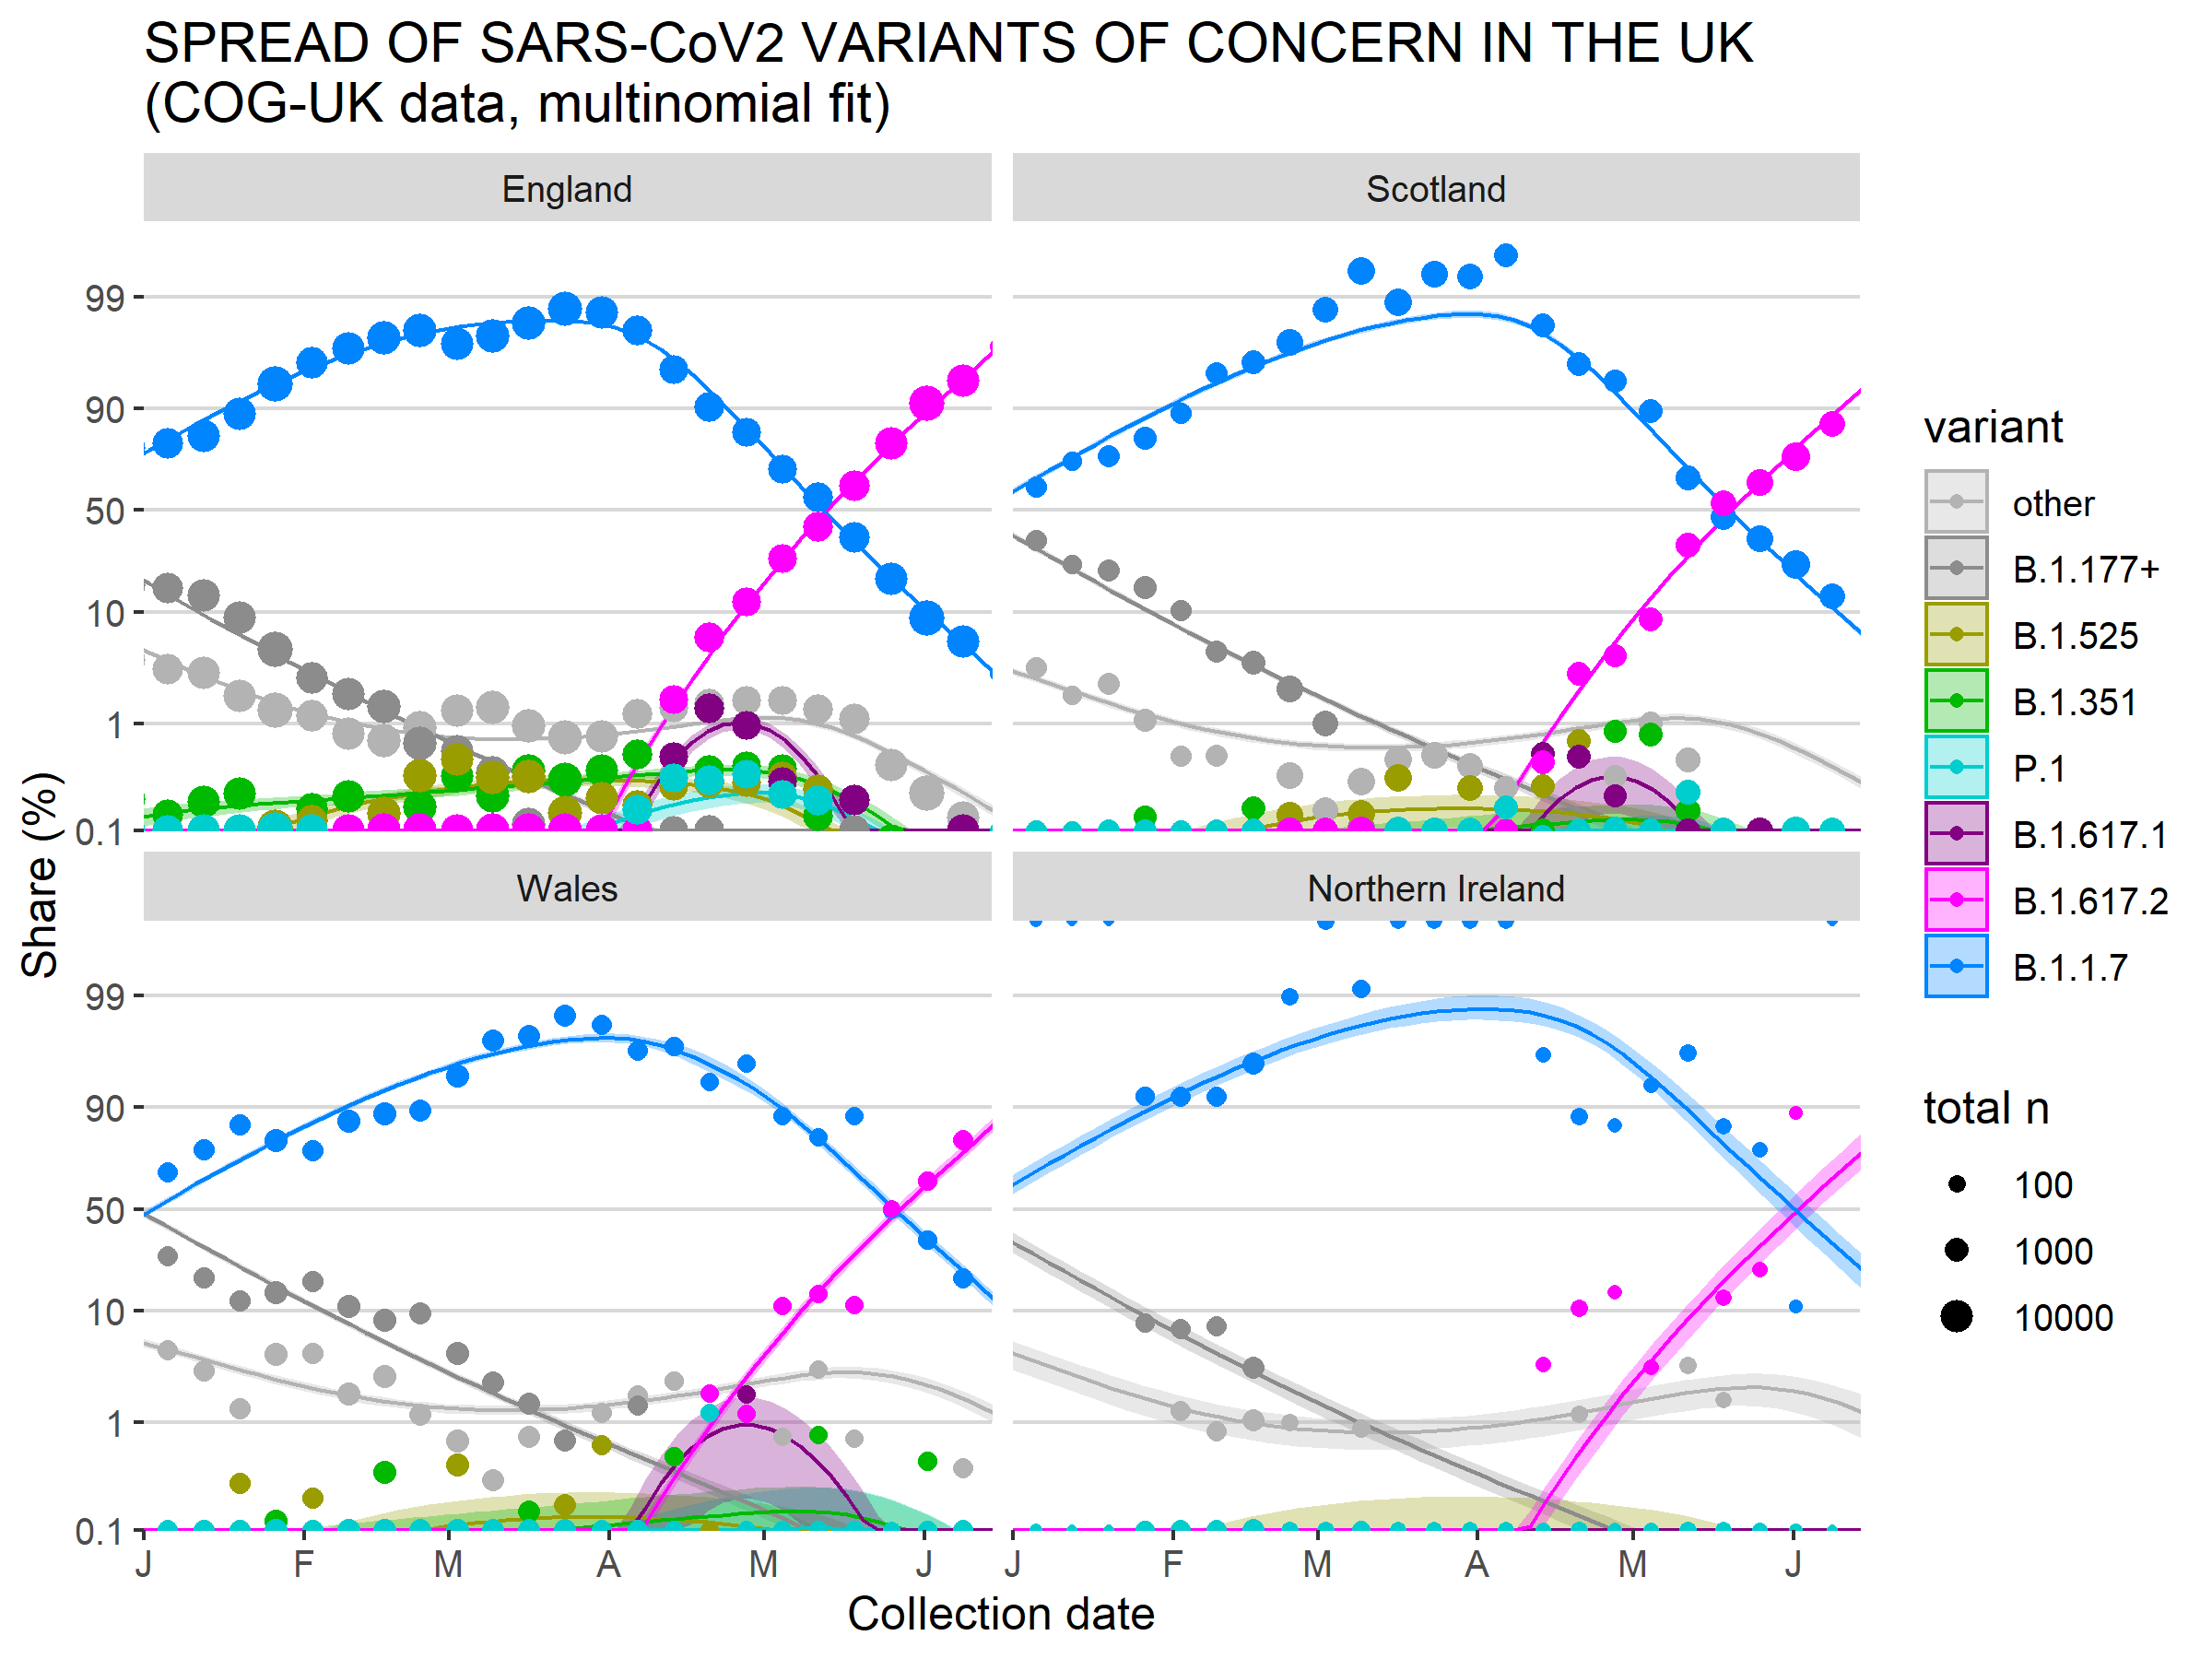 SPREAD OF SARS-CoV2 VARIANTS OF CONCERN IN THE UK
(COG-UK data, multinomial fit)
England
Scotland
99
90
50
10
1
0.1
Wales
Northern Ireland
99
90
50
10
1
0.1
J F M A M J
J F M A M J
Collection date
Share (%)
variant
other
B.1.177+
B.1.525
B.1.351
P.1
B.1.617.1
B.1.617.2
B.1.1.7
total n
100
1000
10000